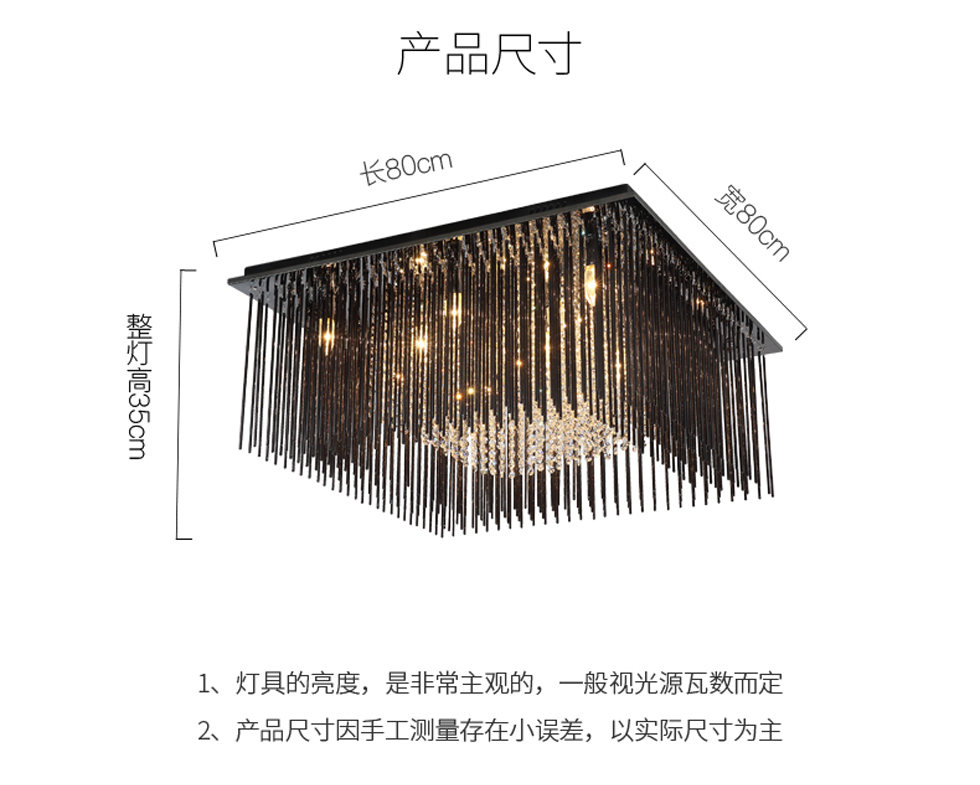 产品尺寸
长80cm
宽80cm
整灯高35cm
1、灯具的亮度，是非常主观的，一般视光源瓦数而定
2、产品尺寸因手工测量存在小误差，以实际尺寸为主